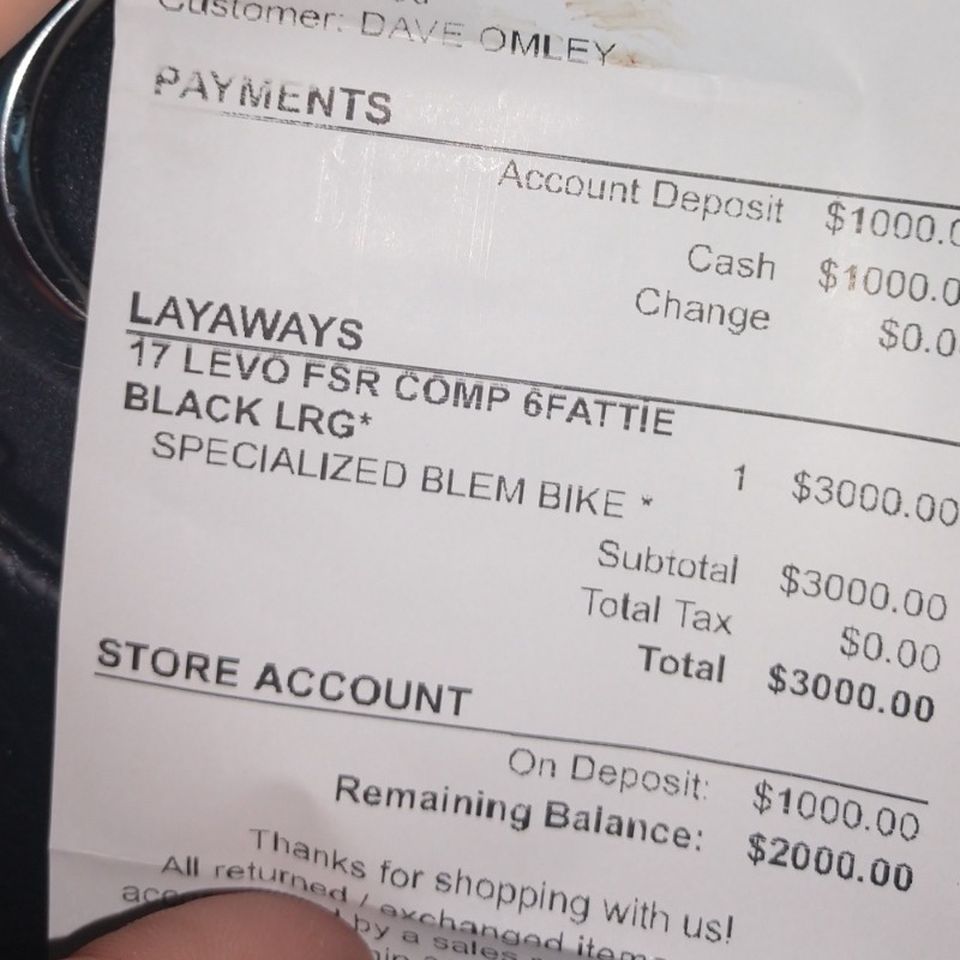 Customer: DAVE OMLEY
PAYMENTS
Account Deposit $1000.0
Cash $1000.0
Change $0.0
LAYAWAYS
17 LEVO FSR COMP 6FATTIE
BLACK LRG*
1 $3000.00
SPECIALIZED BLEM BIKE *
Subtotal $3000.00
Total Tax $0.00
Total $3000.00
STORE ACCOUNT
On Deposit: $1000.00
Remaining Balance: $2000.00
Thanks for shopping with us!
All returned / exchanged items
by a sales